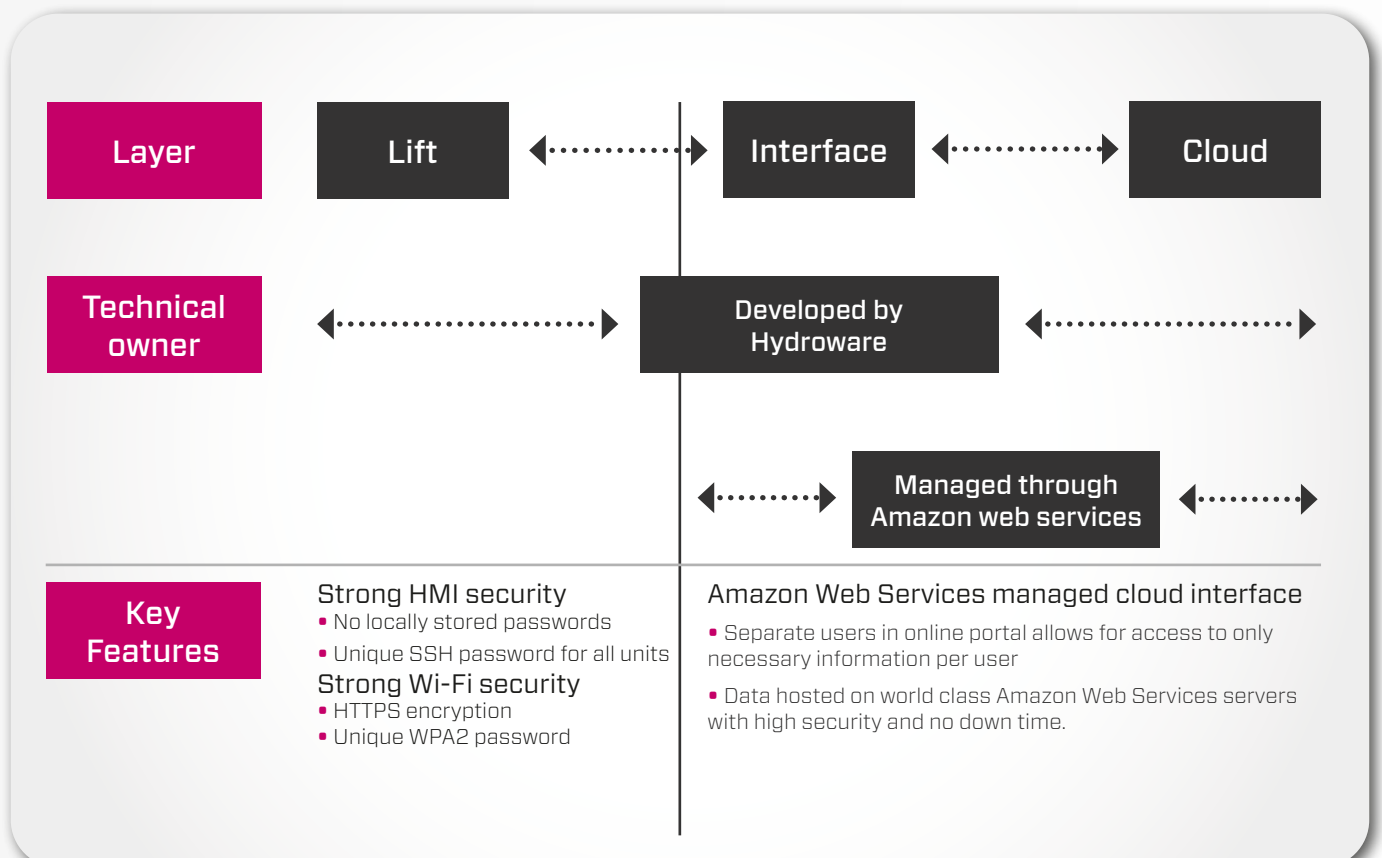 Layer
Lift
Interface
Cloud
Technical
owner
Developed by
Hydroware
Managed through
Amazon web services
Key
Features
Strong HMI security
• No locally stored passwords
• Unique SSH password for all units
Strong Wi-Fi security
• HTTPS encryption
• Unique WPA2 password
Amazon Web Services managed cloud interface
• Separate users in online portal allows for access to only
necessary information per user
• Data hosted on world class Amazon Web Services servers
with high security and no down time.